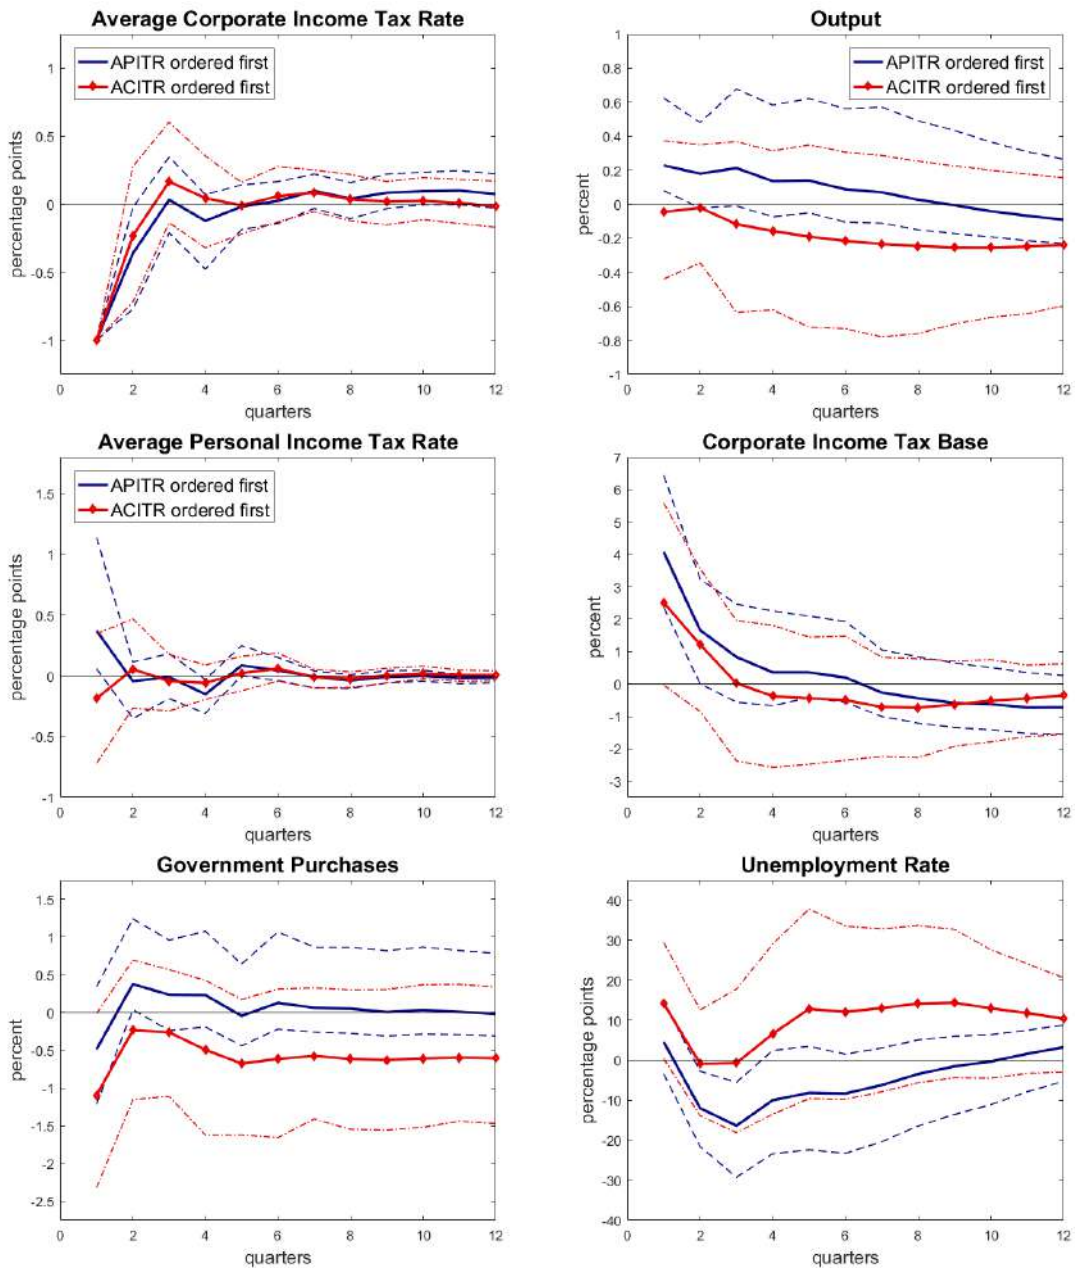 Average Corporate Income Tax Rate
APITR ordered first
ACITR ordered first
percentage points
1
0.5
0
-0.5
-1
0 2 4 6 8 10 12
quarters
Output
APITR ordered first
ACITR ordered first
percent
1
0.8
0.6
0.4
0.2
0
-0.2
-0.4
-0.6
-0.8
-1
0 2 4 6 8 10 12
quarters
Average Personal Income Tax Rate
APITR ordered first
ACITR ordered first
percentage points
1.5
1
0.5
0
-0.5
-1
0 2 4 6 8 10 12
quarters
Corporate Income Tax Base
percent
7
6
5
4
3
2
1
0
-1
-2
-3
0 2 4 6 8 10 12
quarters
Government Purchases
percent
1.5
1
0.5
0
-0.5
-1
-1.5
-2
-2.5
0 2 4 6 8 10 12
quarters
Unemployment Rate
percentage points
40
30
20
10
0
-10
-20
-30
-40
0 2 4 6 8 10 12
quarters